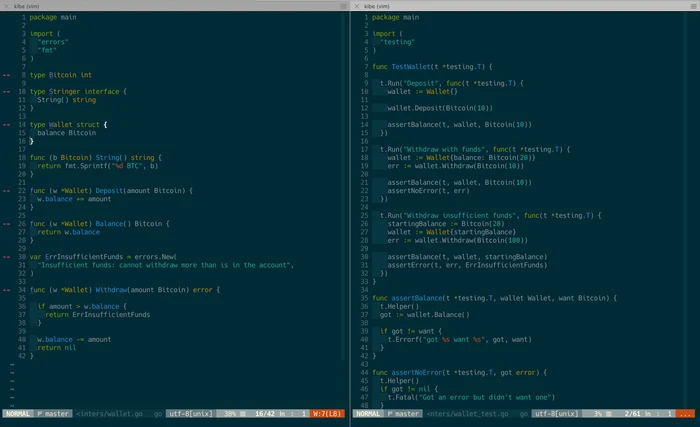 kibe (vim)
1 package main
2
3 import (
4 "errors"
5 "fmt"
6 )
7
8 type Bitcoin int
9
10 type Stringer interface {
11 String() string
12 }
13
14 type Wallet struct {
15 balance Bitcoin
16 }
17
18 func (b Bitcoin) String() string {
19 return fmt.Sprintf("%d BTC", b)
20 }
21
22 func (w *Wallet) Deposit(amount Bitcoin) {
23 w.balance += amount
24 }
25
26 func (w *Wallet) Balance() Bitcoin {
27 return w.balance
28 }
29
30 var ErrInsufficientFunds = errors.New(
31 "Insufficient funds: cannot withdraw more than is in the account",
32 )
33
34 func (w *Wallet) Withdraw(amount Bitcoin) error {
35
36 if amount > w.balance {
37 return ErrInsufficientFunds
38 }
39
40 w.balance -= amount
41 return nil
42 }
NORMAL master <inters/wallet.go go utf-8[unix] 38% 16/42 : 1 W:7(L8)
kibe (vim)
1 package main
2
3 import (
4 "testing"
5 )
6
7 func TestWallet(t *testing.T) {
8
9 t.Run("Deposit", func(t *testing.T) {
10 wallet := Wallet{}
11
12 wallet.Deposit(Bitcoin(10))
13
14 assertBalance(t, wallet, Bitcoin(10))
15 })
16
17 t.Run("Withdraw with funds", func(t *testing.T) {
18 wallet := Wallet{balance: Bitcoin(20)}
19 err := wallet.Withdraw(Bitcoin(10))
20
21 assertBalance(t, wallet, Bitcoin(10))
22 assertNoError(t, err)
23 })
24
25 t.Run("Withdraw insufficient funds", func(t *testing.T) {
26 startingBalance := Bitcoin(20)
27 wallet := Wallet{startingBalance}
28 err := wallet.Withdraw(Bitcoin(100))
29
30 assertBalance(t, wallet, startingBalance)
31 assertError(t, err, ErrInsufficientFunds)
32 })
33 }
34
35 func assertBalance(t *testing.T, wallet Wallet, want Bitcoin) {
36 t.Helper()
37 got := wallet.Balance()
38
39 if got != want {
40 t.Errorf("got %s want %s", got, want)
41 }
42 }
43
44 func assertNoError(t *testing.T, got error) {
45 t.Helper()
46 if got != nil {
47 t.Fatal("Got an error but didn't want one")
48 }
NORMAL master <inters/wallet_test.go go utf-8[unix] 3% 2/61 : 1 ...